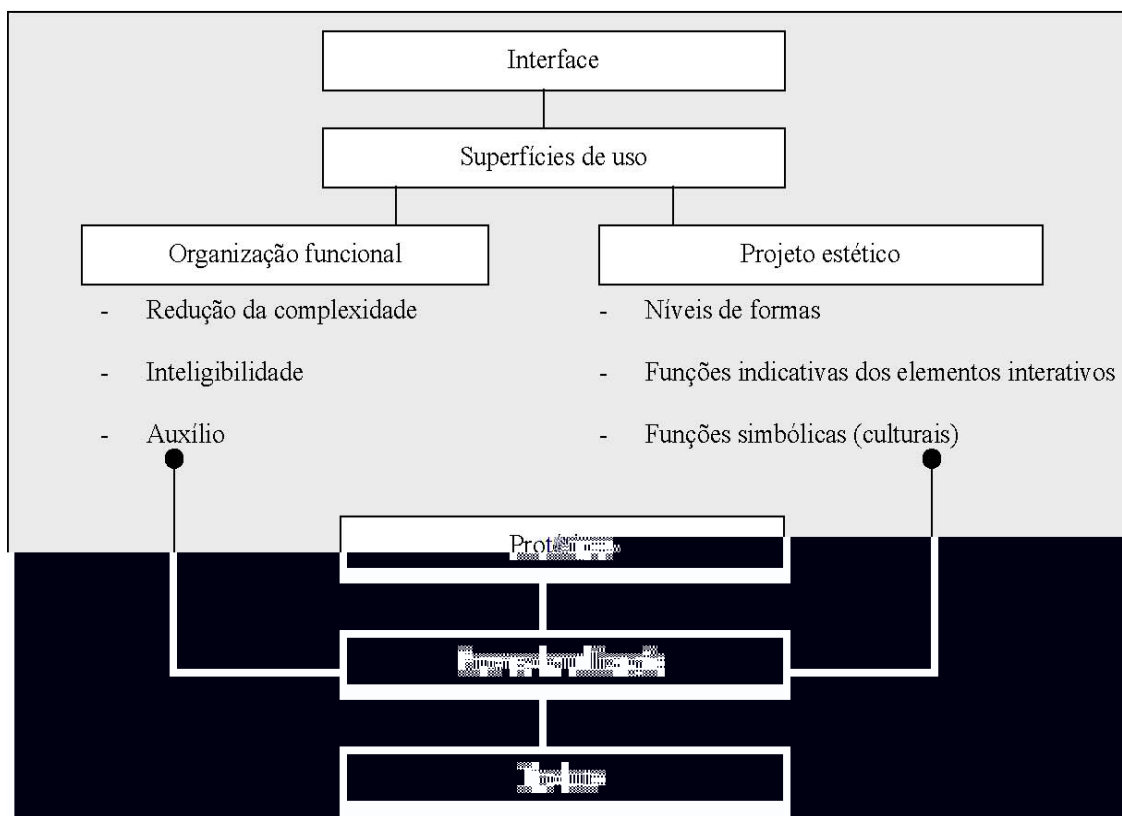 Interface
Superfícies de uso
Organização funcional
Projeto estético
- Redução da complexidade
- Inteligibilidade
- Auxílio
- Níveis de formas
- Funções indicativas dos elementos interativos
- Funções simbólicas (culturais)